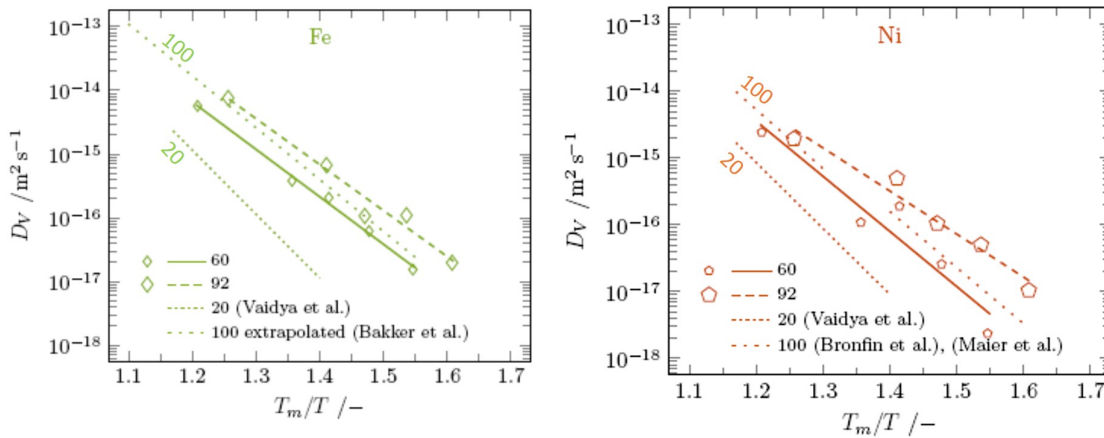 Fe
100
20
10⁻¹³
10⁻¹⁴
10⁻¹⁵
10⁻¹⁶
10⁻¹⁷
10⁻¹⁸
D_V /m² s⁻¹
60
92
20 (Vaidya et al.)
100 extrapolated (Bakker et al.)
1.1 1.2 1.3 1.4 1.5 1.6 1.7
T_m/T /−
Ni
100
20
10⁻¹³
10⁻¹⁴
10⁻¹⁵
10⁻¹⁶
10⁻¹⁷
10⁻¹⁸
D_V /m² s⁻¹
60
92
20 (Vaidya et al.)
100 (Bronfin et al.), (Maier et al.)
1.1 1.2 1.3 1.4 1.5 1.6 1.7
T_m/T /−